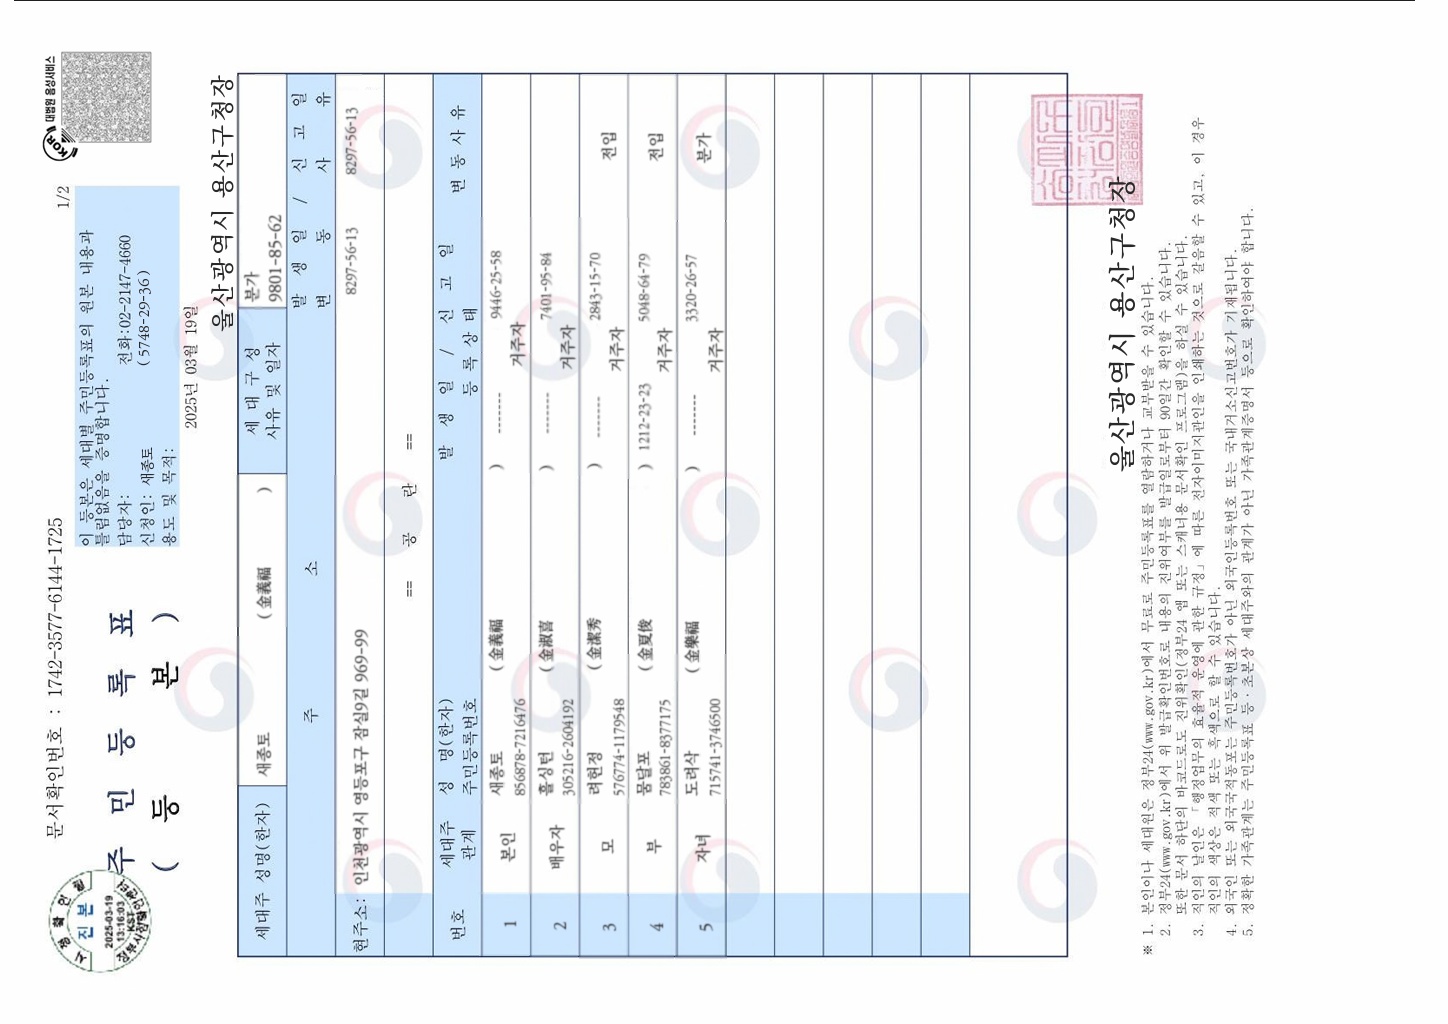 문서확인번호 : 1742-3577-6144-1725
1/2
대법원 음성서비스
주 민 등 록 표
( 등 본 )
이 등본은 세대별 주민등록표의 원본 내용과
틀림없음을 증명합니다.
담당자: 전화:02-2147-4660
신청인: 새종토 (5748-29-36)
용도 및 목적:
2025년 03월 19일
울산광역시 용산구청장
진본
2025-03-19
13:16:03
KST
세대주 성명(한자) 새종토 ( 金義福 ) 세 대 구 성 사유 및 일자 분가
9801-85-62
주 소 발 생 일 / 신 고 일
변 동 사 유
현주소: 인천광역시 영등포구 잠실9길 969-99 8297-56-13 8297-56-13
== 공 란 ==
번호 세대주 관계 성 명(한자) 주민등록번호 발 생 일 / 신 고 일 등 록 상 태 변 동 사 유
1 본인 새종토 ( 金義福 ) ------- 9446-25-58
856878-7216476 거주자
2 배우자 흘싱턴 ( 金淑喜 ) ------- 7401-95-84
305216-2604192 거주자
3 모 려헌정 ( 金潔秀 ) ------- 2843-15-70 전입
576774-1179548 거주자
4 부 몸달포 ( 金夏俊 ) 1212-23-23 5048-64-79 전입
783861-8377175 거주자
5 자녀 도려삭 ( 金樂福 ) ------- 3320-26-57 분가
715741-3746500 거주자
울산광역시 용산구청장
※ 1. 본인이나 세대원은 정부24(www.gov.kr)에서 무료로 주민등록표를 열람하거나 교부받을 수 있습니다.
2. 정부24(www.gov.kr)에서 위 발급확인번호로 내용의 진위여부를 발급일로부터 90일간 확인할 수 있습니다.
또한 문서 하단의 바코드로도 진위확인(정부24 앱 또는 스캐너용 문서확인 프로그램)을 하실 수 있습니다.
3. 직인의 날인은 「행정업무의 효율적 운영에 관한 규정」에 따른 전자이미지관인을 인쇄하는 것으로 갈음할 수 있고, 이 경우
직인의 색상은 적색 또는 흑색으로 할 수 있습니다.
4. 외국인 또는 외국국적동포는 주민등록번호가 아닌 외국인등록번호 또는 국내거소신고번호가 기재됩니다.
5. 정확한 가족관계는 주민등록표 등·초본상 세대주와의 관계가 아닌 가족관계증명서 등으로 확인하여야 합니다.